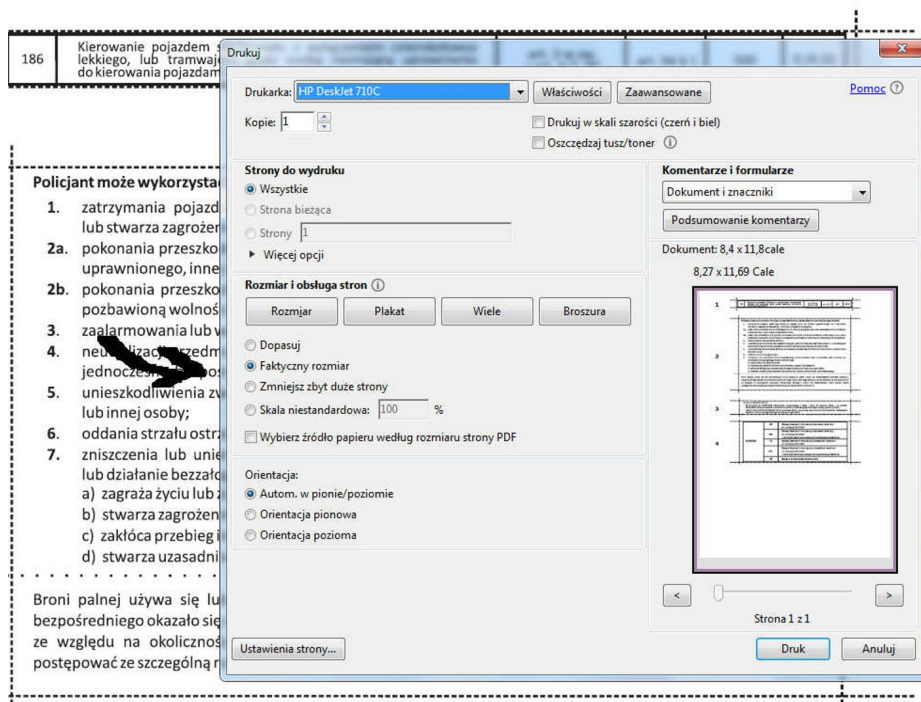 186
Kierowanie pojazdem
lekkiego, lub tramwaj
do kierowania pojazdam
Drukuj
Drukarka: HP DeskJet 710C Właściwości Zaawansowane Pomoc
Kopie: 1
Drukuj w skali szarości (czerń i biel)
Oszczędzaj tusz/toner
Strony do wydruku
Wszystkie
Strona bieżąca
Strony 1
Więcej opcji
Rozmiar i obsługa stron
Rozmiar Plakat Wiele Broszura
Dopasuj
Faktyczny rozmiar
Zmniejsz zbyt duże strony
Skala niestandardowa: 100 %
Wybierz źródło papieru według rozmiaru strony PDF
Orientacja:
Autom. w pionie/poziomie
Orientacja pionowa
Orientacja pozioma
Ustawienia strony...
Komentarze i formularze
Dokument i znaczniki
Podsumowanie komentarzy
Dokument: 8,4 x 11,8cale
8,27 x 11,69 Cale
1
2
3
4
< >
Strona 1 z 1
Druk Anuluj
Policjant może wykorzysta
1. zatrzymania pojazd
lub stwarza zagrożen
2a. pokonania przeszko
uprawnionego, inne
2b. pokonania przeszko
pozbawioną wolnoś
3. zaalarmowania lub w
4.
5. unieszkodliwienia zw
lub innej osoby;
6. oddania strzału ostrz
7. zniszczenia lub unie
lub działanie bezzało
a) zagraża życiu lub z
b) stwarza zagrożen
c) zakłóca przebieg i
d) stwarza uzasadni
Broni palnej używa się lu
bezpośredniego okazało się
ze względu na okolicznoś
postępować ze szczególną r